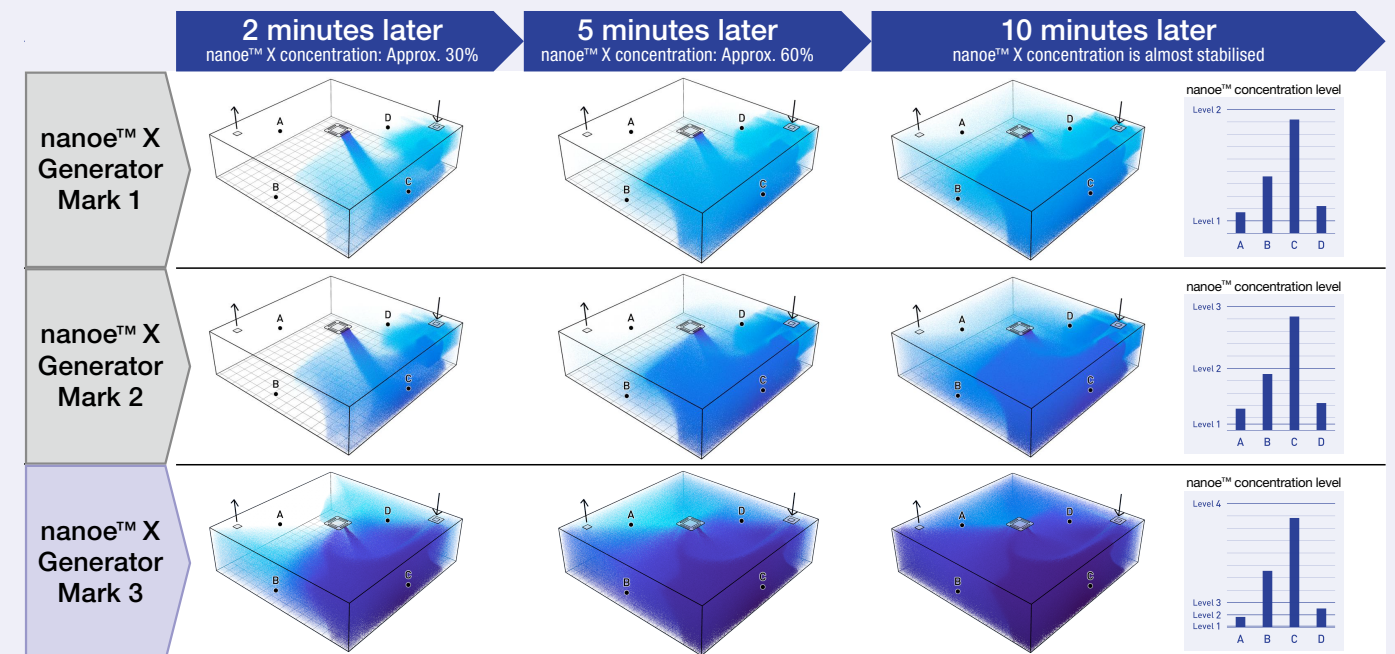 2 minutes later
nanoe™ X concentration: Approx. 30%
5 minutes later
nanoe™ X concentration: Approx. 60%
10 minutes later
nanoe™ X concentration is almost stabilised
nanoe™ X
Generator
Mark 1
A
B
C
D
A
B
C
D
A
B
C
D
nanoe™ concentration level
Level 2
Level 1
A B C D
nanoe™ X
Generator
Mark 2
A
B
C
D
A
B
C
D
A
B
C
D
nanoe™ concentration level
Level 3
Level 2
Level 1
A B C D
nanoe™ X
Generator
Mark 3
A
B
C
D
A
B
C
D
A
B
C
D
nanoe™ concentration level
Level 4
Level 3
Level 2
Level 1
A B C D